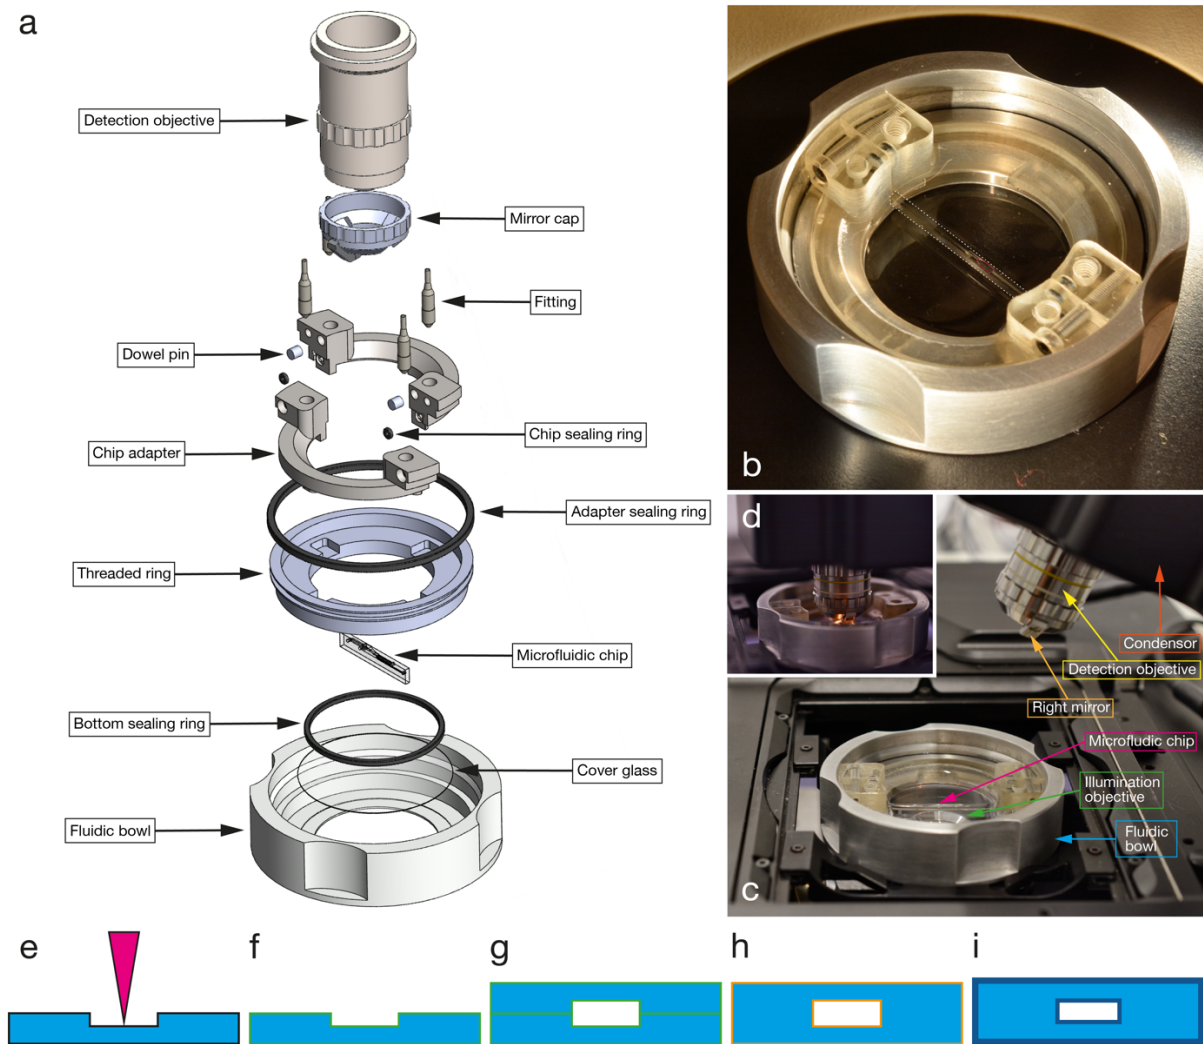 a
Detection objective
Mirror cap
Fitting
Dowel pin
Chip sealing ring
Chip adapter
Adapter sealing ring
Threaded ring
Microfluidic chip
Bottom sealing ring
Cover glass
Fluidic bowl
b
d
Condensor
Detection objective
Right mirror
Microfludic chip
Illumination
objective
Fluidic
bowl
c
e
f
g
h
i